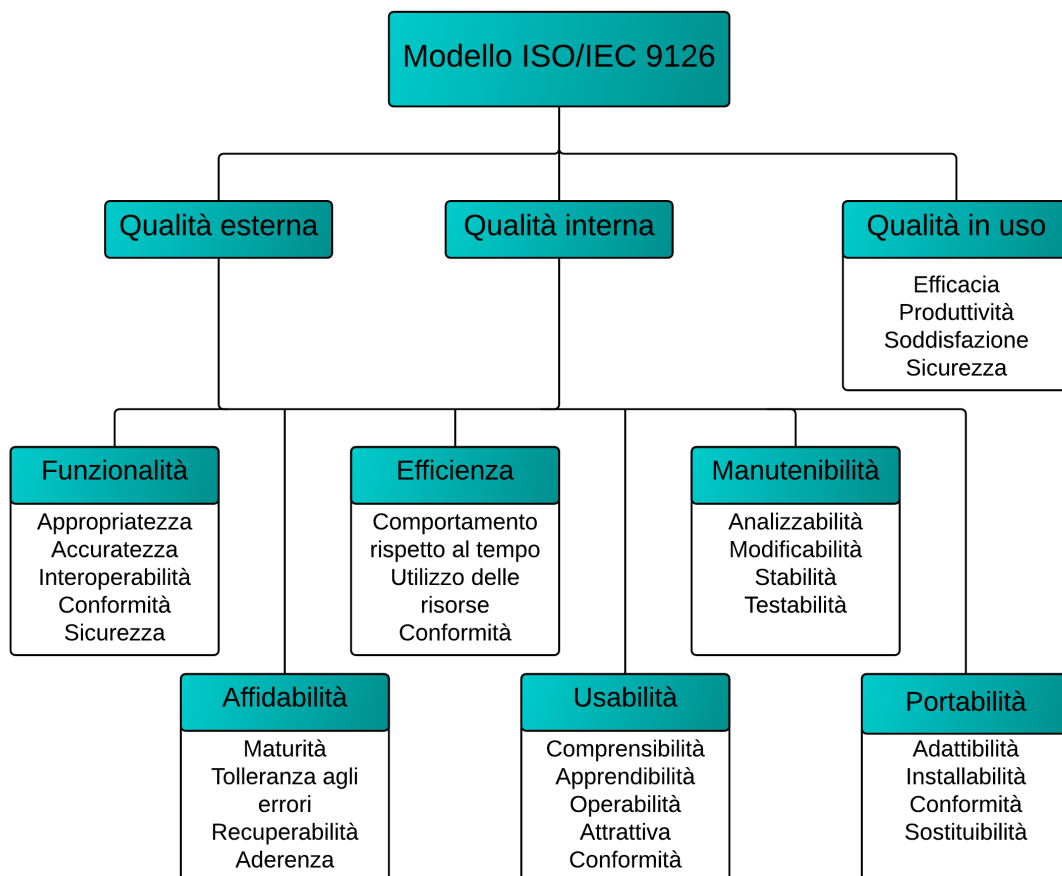 Modello ISO/IEC 9126
Qualità esterna
Qualità interna
Qualità in uso
Efficacia
Produttività
Soddisfazione
Sicurezza
Funzionalità
Appropriatezza
Accuratezza
Interoperabilità
Conformità
Sicurezza
Efficienza
Comportamento
rispetto al tempo
Utilizzo delle
risorse
Conformità
Manutenibilità
Analizzabilità
Modificabilità
Stabilità
Testabilità
Affidabilità
Maturità
Tolleranza agli
errori
Recuperabilità
Aderenza
Usabilità
Comprensibilità
Apprendibilità
Operabilità
Attrattiva
Conformità
Portabilità
Adattibilità
Installabilità
Conformità
Sostituibilità